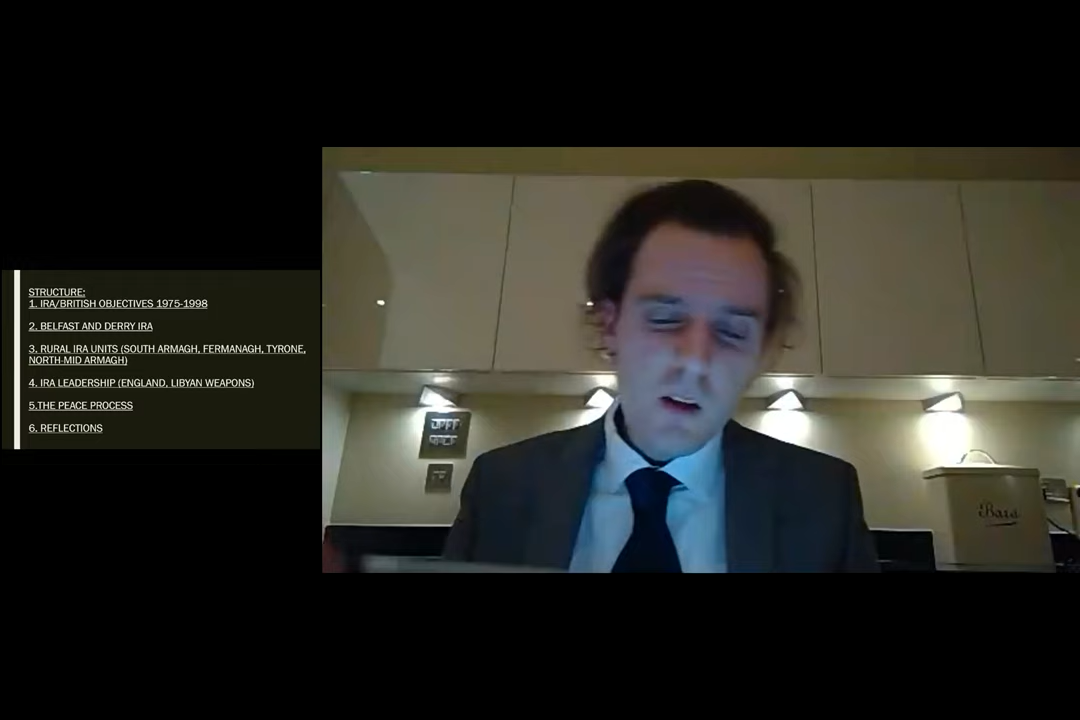 STRUCTURE:
1. IRA/BRITISH OBJECTIVES 1975-1998
2. BELFAST AND DERRY IRA
3. RURAL IRA UNITS (SOUTH ARMAGH, FERMANAGH, TYRONE,
NORTH-MID ARMAGH)
4. IRA LEADERSHIP (ENGLAND, LIBYAN WEAPONS)
5.THE PEACE PROCESS
6. REFLECTIONS
Bara